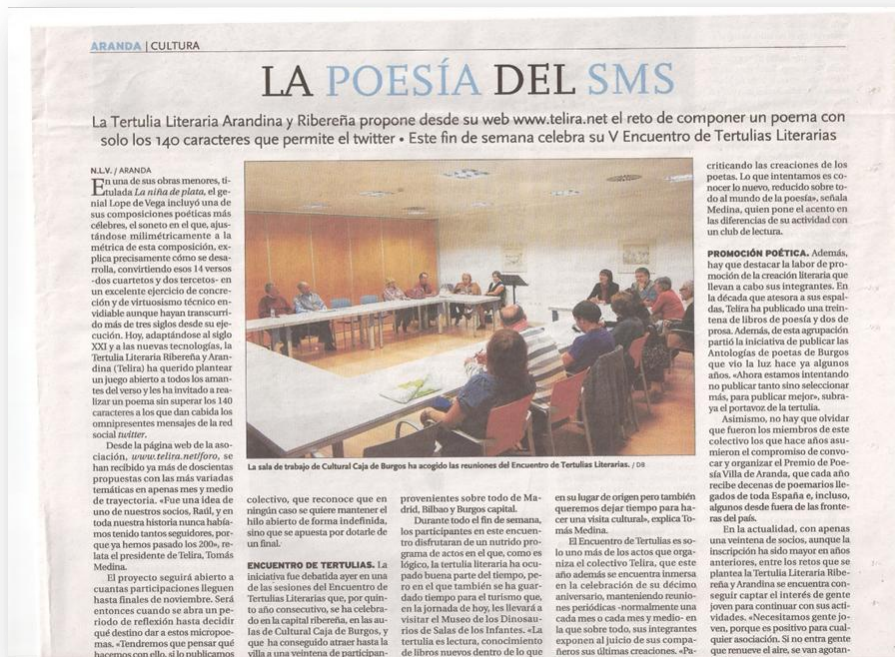 ARANDA | CULTURA
LA POESÍA DEL SMS
La Tertulia Literaria Arandina y Ribereña propone desde su web www.telira.net el reto de componer un poema con
solo los 140 caracteres que permite el twitter • Este fin de semana celebra su V Encuentro de Tertulias Literarias
N.L.V. / ARANDA
En una de sus obras menores, ti-
tulada La niña de plata, el ge-
nial Lope de Vega incluyó una de
sus composiciones poéticas más
célebres, el soneto en el que, ajus-
tándose milimétricamente a la
métrica de esta composición, ex-
plica precisamente cómo se desa-
rrolla, convirtiendo esos 14 versos
-dos cuartetos y dos tercetos- en
un excelente ejercicio de concre-
ción y de virtuosismo técnico en-
vidiable aunque hayan transcurri-
do más de tres siglos desde su eje-
cución. Hoy, adaptándose al siglo
XXI y a las nuevas tecnologías, la
Tertulia Literaria Ribereña y Aran-
dina (Telira) ha querido plantear
un juego abierto a todos los aman-
tes del verso y les ha invitado a rea-
lizar un poema sin superar los 140
caracteres a los que dan cabida los
omnipresentes mensajes de la red
social twitter.
Desde la página web de la aso-
ciación, www.telira.net/foro, se
han recibido ya más de doscientas
propuestas con las más variadas
temáticas en apenas mes y medio
de trayectoria. «Fue una idea de
uno de nuestros socios, Raúl, y en
toda nuestra historia nunca había-
mos tenido tantos seguidores, por-
que ya hemos pasado los 200», re-
lata el presidente de Telira, Tomás
Medina.
El proyecto seguirá abierto a
cuantas participaciones lleguen
hasta finales de noviembre. Será
entonces cuando se abra un pe-
riodo de reflexión hasta decidir
qué destino dar a estos micropoe-
mas. «Tendremos que pensar qué
hacemos con ello, si lo publicamos
La sala de trabajo de Cultural Caja de Burgos ha acogido las reuniones del Encuentro de Tertulias Literarias. / DB
colectivo, que reconoce que en
ningún caso se quiere mantener el
hilo abierto de forma indefinida,
sino que se apuesta por dotarle de
un final.
ENCUENTRO DE TERTULIAS. La
iniciativa fue debatida ayer en una
de las sesiones del Encuentro de
Tertulias Literarias que, por quin-
to año consecutivo, se ha celebra-
do en la capital ribereña, en las au-
las de Cultural Caja de Burgos, y
que ha conseguido atraer hasta la
villa a una veintena de participan-
provenientes sobre todo de Ma-
drid, Bilbao y Burgos capital.
Durante todo el fin de semana,
los participantes en este encuen-
tro disfrutaran de un nutrido pro-
grama de actos en el que, como es
lógico, la tertulia literaria ha ocu-
pado buena parte del tiempo, pe-
ro en el que también se ha guar-
dado tiempo para el turismo que,
en la jornada de hoy, les llevará a
visitar el Museo de los Dinosau-
rios de Salas de los Infantes. «La
tertulia es lectura, conocimiento
de libros nuevos dentro de lo que
en su lugar de origen pero también
queremos dejar tiempo para ha-
cer una visita cultural», explica To-
más Medina.
El Encuentro de Tertulias es so-
lo uno más de los actos que orga-
niza el colectivo Telira, que este
año además se encuentra inmersa
en la celebración de su décimo
aniversario, manteniendo reunio-
nes periódicas -normalmente una
cada mes o cada mes y medio- en
la que sobre todo, sus integrantes
exponen al juicio de sus compa-
ñeros sus últimas creaciones. «Pa-
criticando las creaciones de los
poetas. Lo que intentamos es co-
nocer lo nuevo, reducido sobre to-
do al mundo de la poesía», señala
Medina, quien pone el acento en
las diferencias de su actividad con
un club de lectura.
PROMOCIÓN POÉTICA. Además,
hay que destacar la labor de pro-
moción de la creación literaria que
llevan a cabo sus integrantes. En
la década que atesora a sus espal-
das, Telira ha publicado una trein-
tena de libros de poesía y dos de
prosa. Además, de esta agrupación
partió la iniciativa de publicar las
Antologías de poetas de Burgos
que vio la luz hace ya algunos
años. «Ahora estamos intentando
no publicar tanto sino seleccionar
más, para publicar mejor», subra-
ya el portavoz de la tertulia.
Asimismo, no hay que olvidar
que fueron los miembros de este
colectivo los que hace años asu-
mieron el compromiso de convo-
car y organizar el Premio de Poe-
sía Villa de Aranda, que cada año
recibe decenas de poemarios lle-
gados de toda España e, incluso,
algunos desde fuera de las fronte-
ras del país.
En la actualidad, con apenas
una veintena de socios, aunque la
inscripción ha sido mayor en años
anteriores, entre los retos que se
plantea la Tertulia Literaria Ribe-
reña y Arandina se encuentra con-
seguir captar el interés de gente
joven para continuar con sus acti-
vidades. «Necesitamos gente jo-
ven, porque es positivo para cual-
quier asociación. Si no entra gente
que renueve el aire, se van agotan-